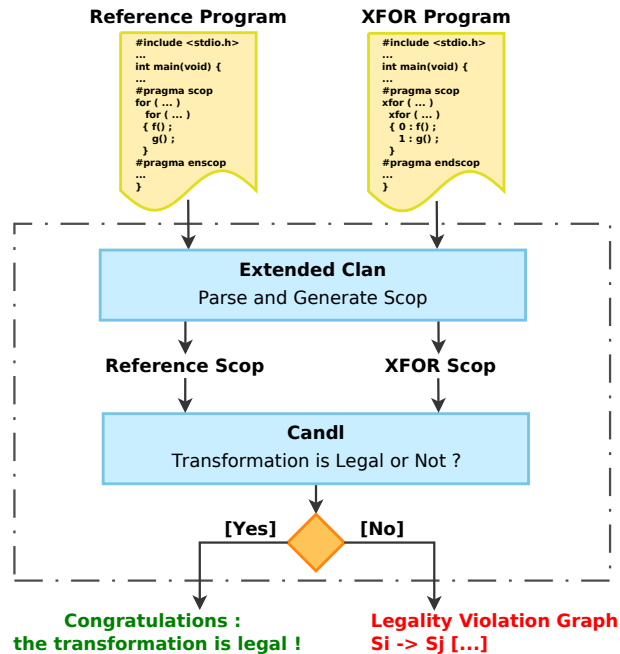 Reference Program
#include <stdio.h>
...
int main(void) {
...
#pragma scop
for ( ... )
for ( ... )
{ f() ;
g() ;
}
#pragma enscop
...
}
XFOR Program
#include <stdio.h>
...
int main(void) {
...
#pragma scop
xfor ( ... )
xfor ( ... )
{ 0 : f() ;
1 : g() ;
}
#pragma endscop
...
}
Extended Clan
Parse and Generate Scop
Reference Scop
XFOR Scop
Candl
Transformation is Legal or Not ?
[Yes]
[No]
Congratulations :
the transformation is legal !
Legality Violation Graph
Si -> Sj [...]